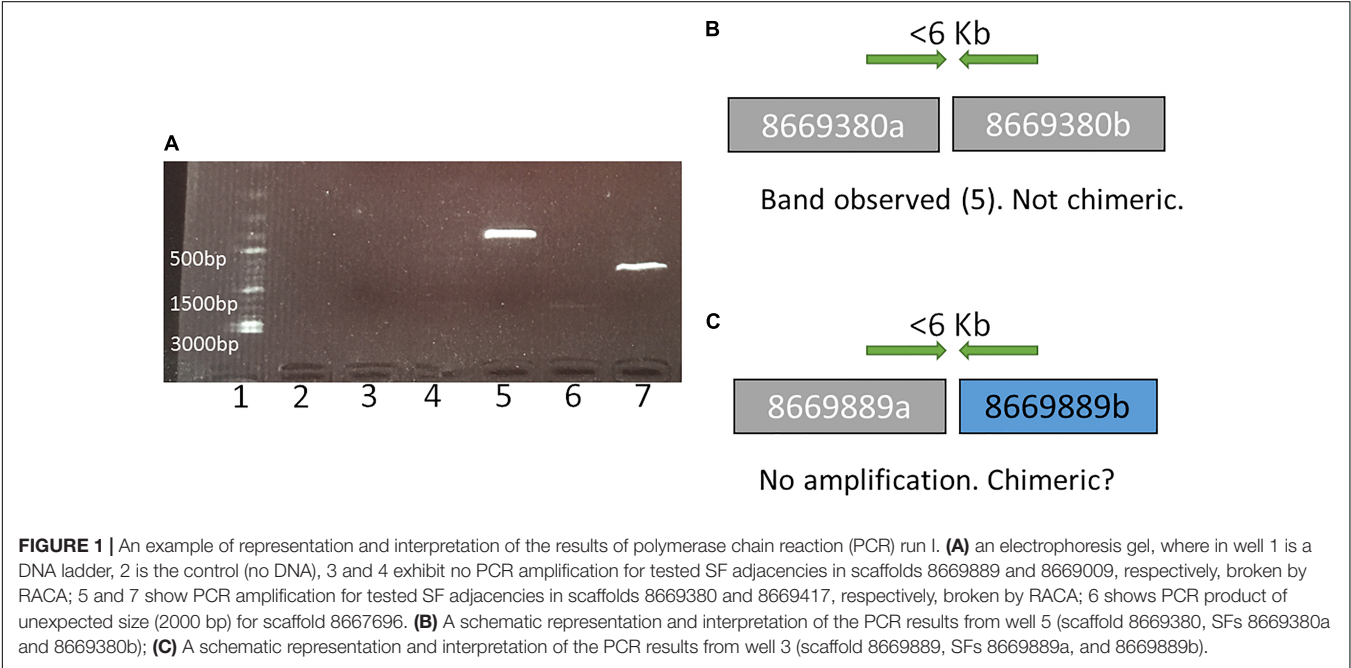 A
500bp
1500bp
3000bp
1 2 3 4 5 6 7
B
<6 Kb
8669380a 8669380b
Band observed (5). Not chimeric.
C
<6 Kb
8669889a 8669889b
No amplification. Chimeric?
FIGURE 1 | An example of representation and interpretation of the results of polymerase chain reaction (PCR) run I. (A) an electrophoresis gel, where in well 1 is a
DNA ladder, 2 is the control (no DNA), 3 and 4 exhibit no PCR amplification for tested SF adjacencies in scaffolds 8669889 and 8669009, respectively, broken by
RACA; 5 and 7 show PCR amplification for tested SF adjacencies in scaffolds 8669380 and 8669417, respectively, broken by RACA; 6 shows PCR product of
unexpected size (2000 bp) for scaffold 8667696. (B) A schematic representation and interpretation of the PCR results from well 5 (scaffold 8669380, SFs 8669380a
and 8669380b); (C) A schematic representation and interpretation of the PCR results from well 3 (scaffold 8669889, SFs 8669889a, and 8669889b).